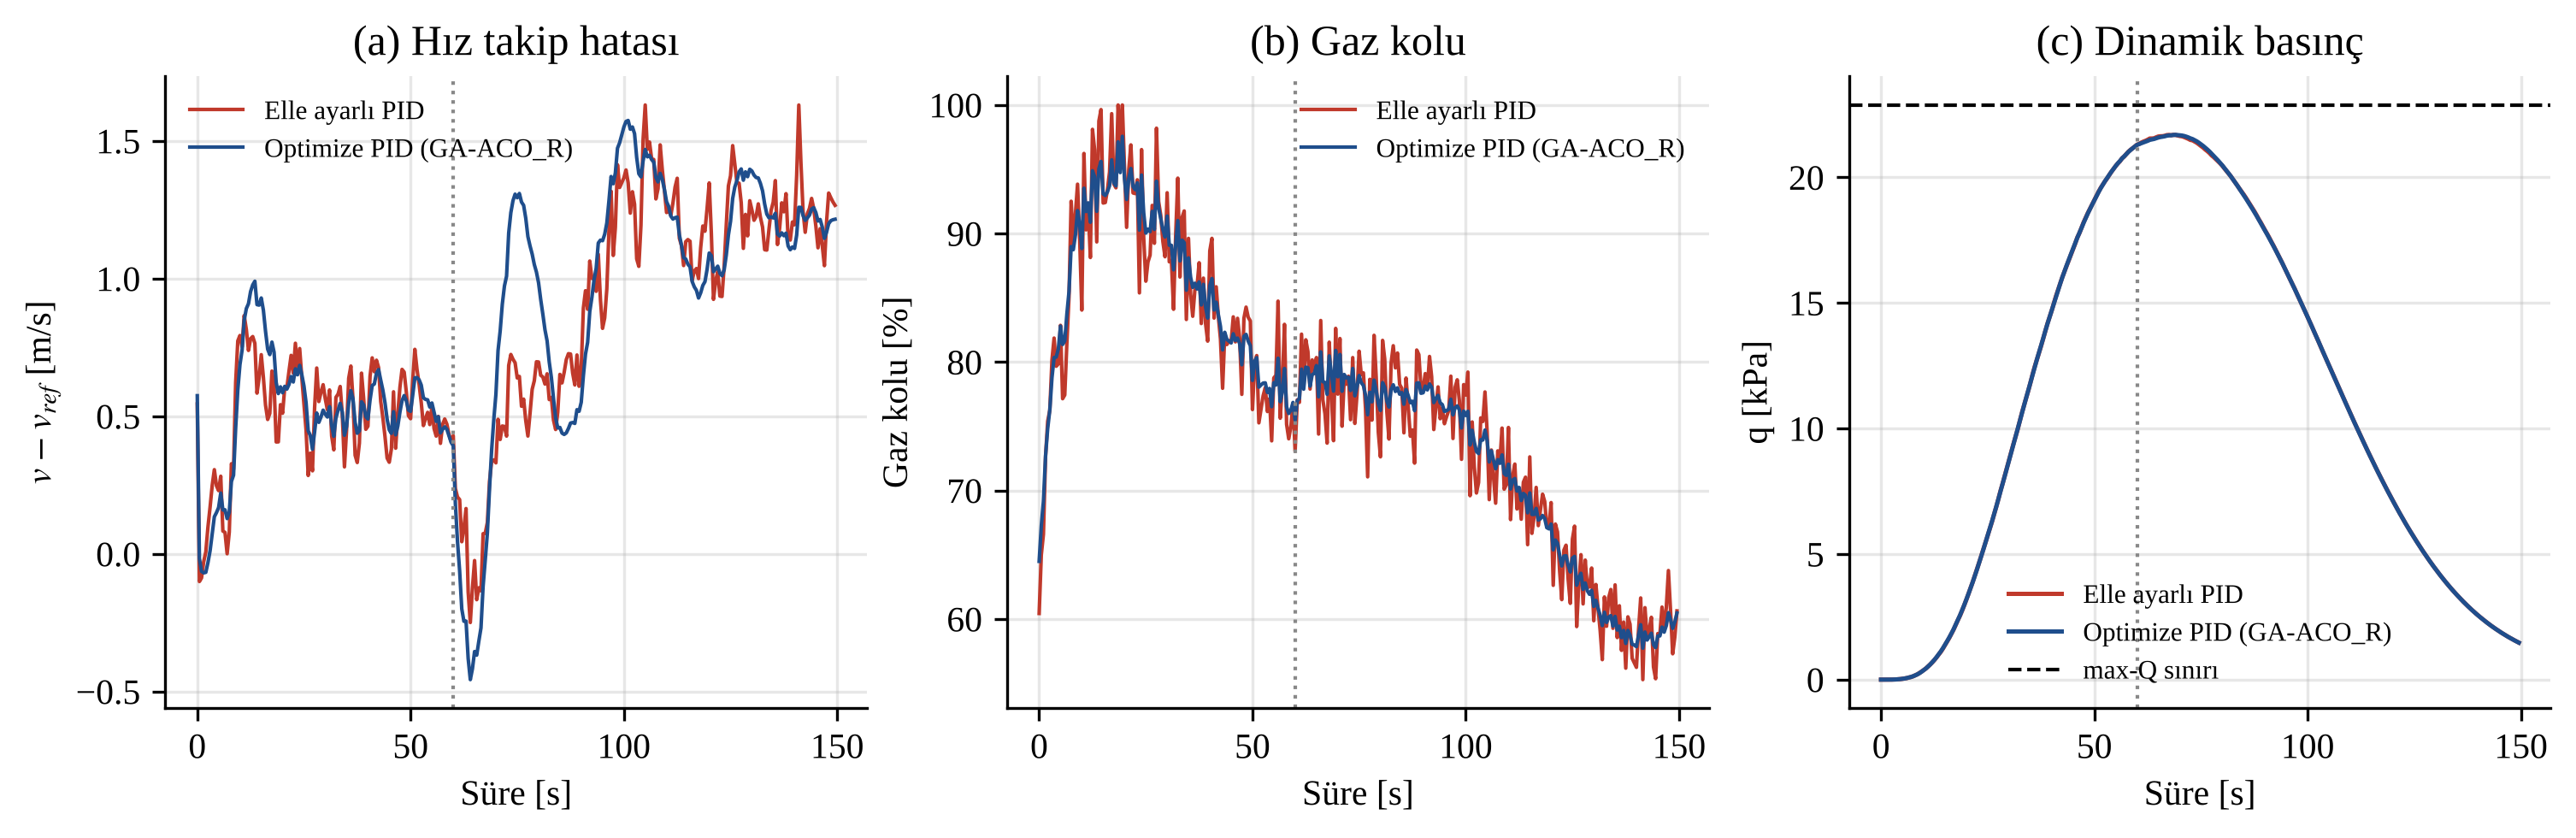 (a) Hız takip hatası
v − v_ref [m/s]
1.5
1.0
0.5
0.0
−0.5
Elle ayarlı PID
Optimize PID (GA-ACO_R)
0 50 100 150
Süre [s]
(b) Gaz kolu
Gaz kolu [%]
100
90
80
70
60
Elle ayarlı PID
Optimize PID (GA-ACO_R)
0 50 100 150
Süre [s]
(c) Dinamik basınç
q [kPa]
20
15
10
5
0
Elle ayarlı PID
Optimize PID (GA-ACO_R)
max-Q sınırı
0 50 100 150
Süre [s]